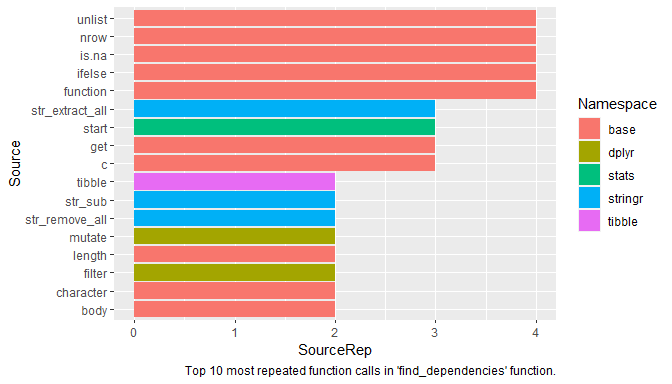 unlist
nrow
is.na
ifelse
function
str_extract_all
start
get
c
tibble
str_sub
str_remove_all
mutate
length
filter
character
body
Source
0 1 2 3 4
SourceRep
Top 10 most repeated function calls in 'find_dependencies' function.
Namespace
base
dplyr
stats
stringr
tibble